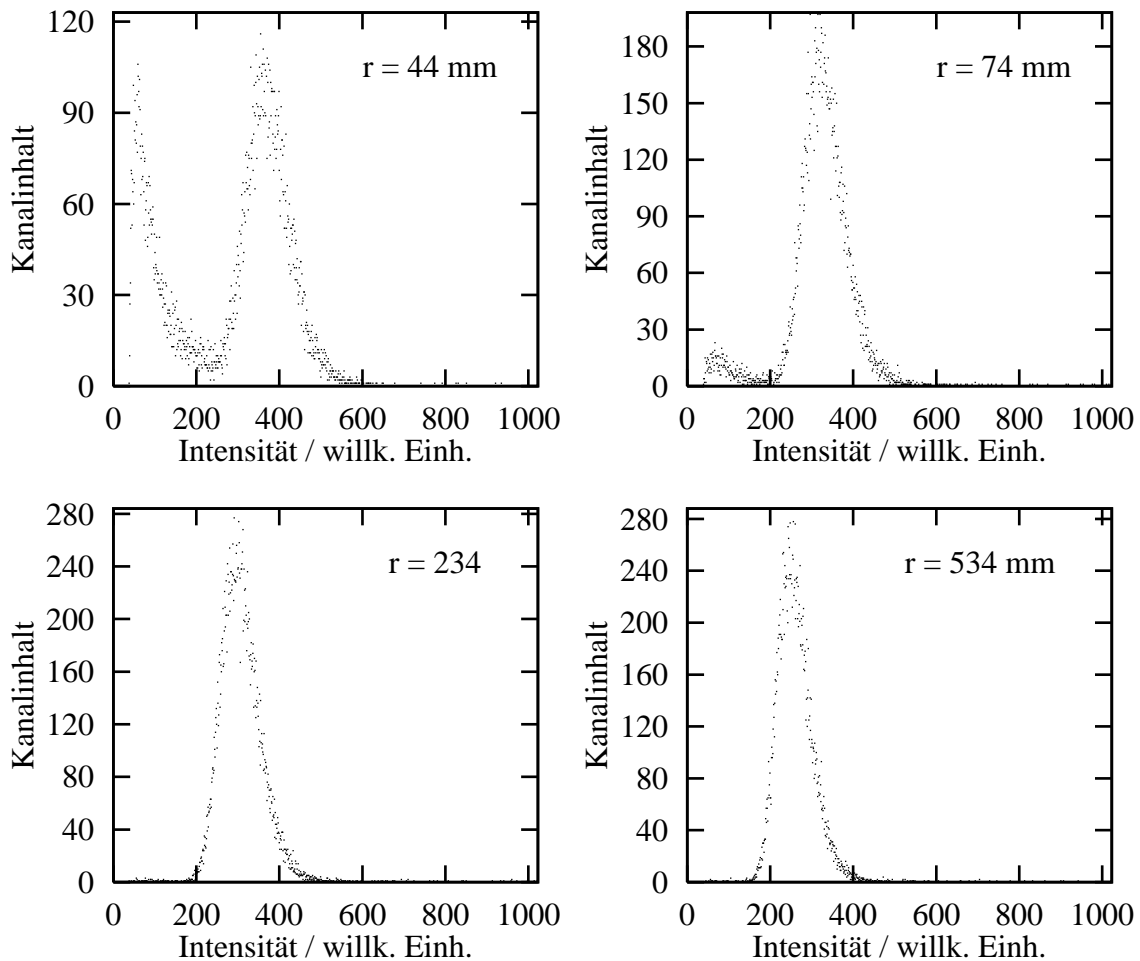 120
90
60
30
0
Kanalinhalt
r = 44 mm
0 200 400 600 800 1000
Intensität / willk. Einh.
180
150
120
90
60
30
0
Kanalinhalt
r = 74 mm
0 200 400 600 800 1000
Intensität / willk. Einh.
280
240
200
160
120
80
40
0
Kanalinhalt
r = 234
0 200 400 600 800 1000
Intensität / willk. Einh.
280
240
200
160
120
80
40
0
Kanalinhalt
r = 534 mm
0 200 400 600 800 1000
Intensität / willk. Einh.